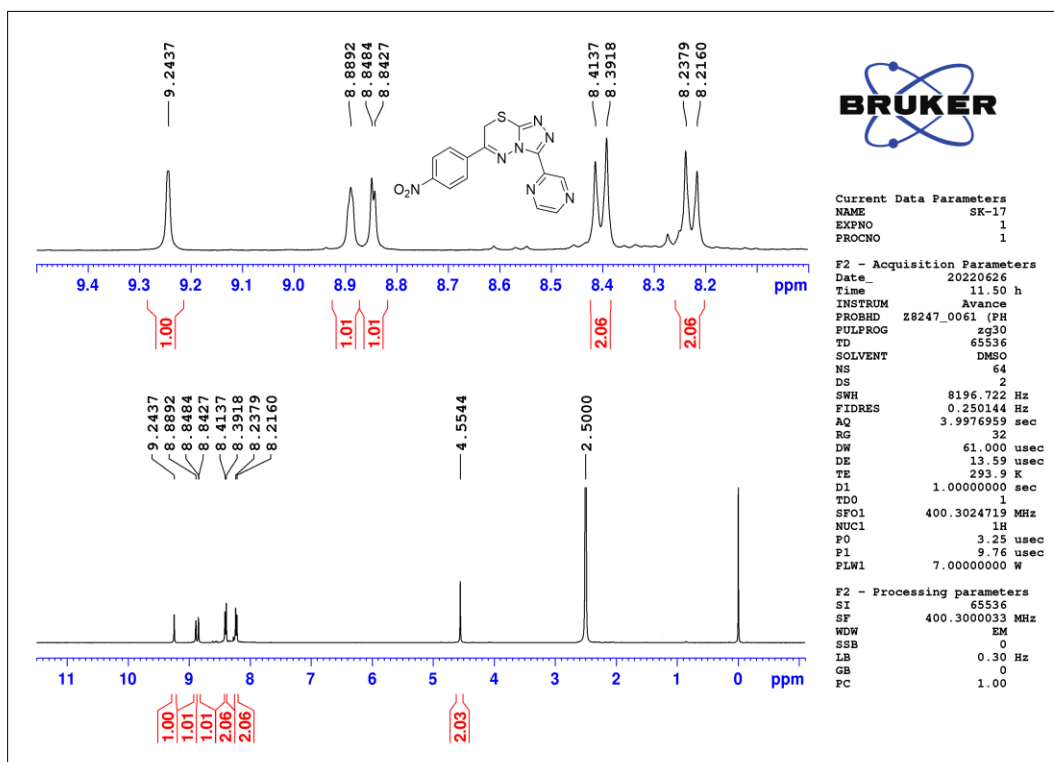 9.2437
8.8892
8.8484
8.8427
8.4137
8.3918
8.2379
8.2160
S
N
N
N
N
N
N
O2N
9.4 9.3 9.2 9.1 9.0 8.9 8.8 8.7 8.6 8.5 8.4 8.3 8.2 ppm
1.00
1.01
1.01
2.06
2.06
9.2437
8.8892
8.8484
8.8427
8.4137
8.3918
8.2379
8.2160
4.5544
2.5000
11 10 9 8 7 6 5 4 3 2 1 0 ppm
1.00
1.01
1.01
2.06
2.06
2.03
BRUKER
Current Data Parameters
NAME SK-17
EXPNO 1
PROCNO 1
F2 - Acquisition Parameters
Date_ 20220626
Time 11.50 h
INSTRUM Avance
PROBHD Z8247_0061 (PH
PULPROG zg30
TD 65536
SOLVENT DMSO
NS 64
DS 2
SWH 8196.722 Hz
FIDRES 0.250144 Hz
AQ 3.9976959 sec
RG 32
DW 61.000 usec
DE 13.59 usec
TE 293.9 K
D1 1.00000000 sec
TD0 1
SFO1 400.3024719 MHz
NUC1 1H
P0 3.25 usec
P1 9.76 usec
PLW1 7.00000000 W
F2 - Processing parameters
SI 65536
SF 400.3000033 MHz
WDW EM
SSB 0
LB 0.30 Hz
GB 0
PC 1.00